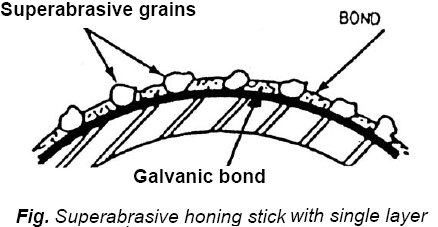 Superabrasive grains
BOND
Galvanic bond
Fig. Superabrasive honing stick with single layer